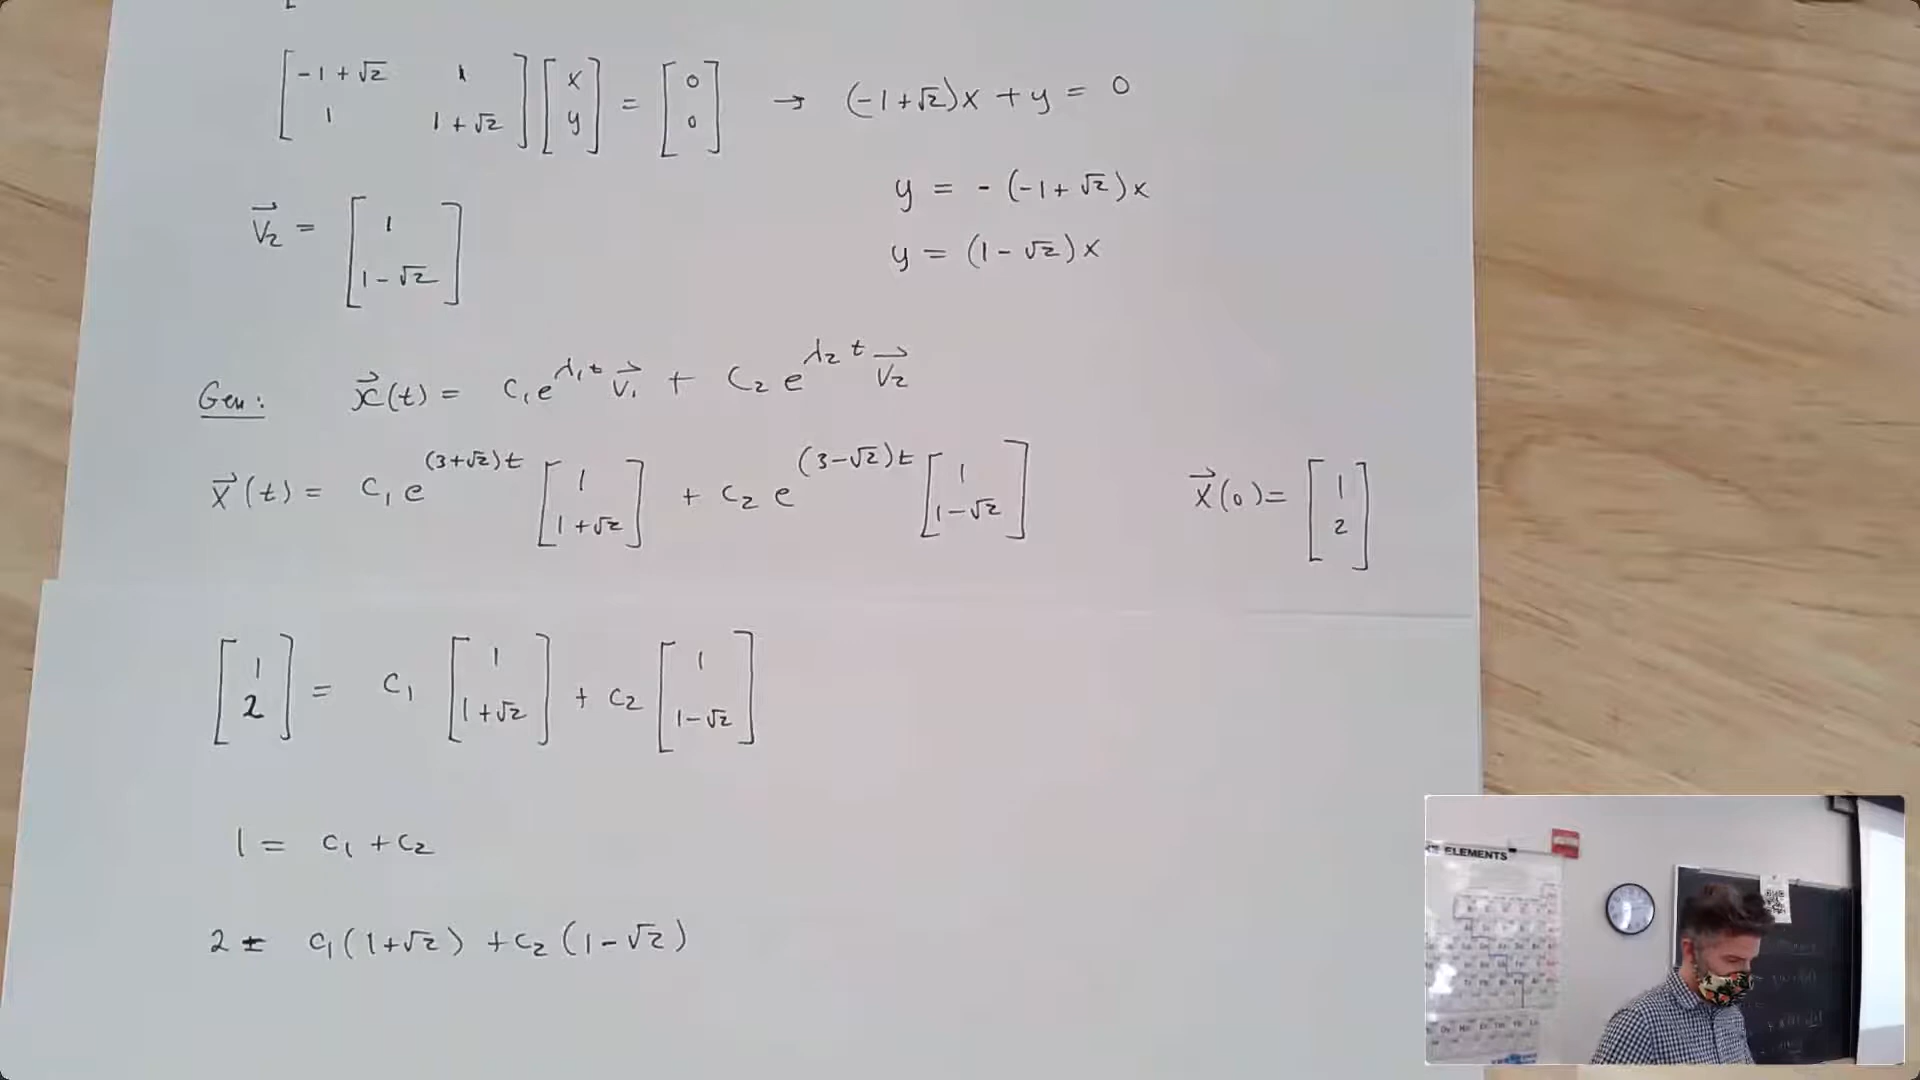 [-1+√2 1; 1 1+√2] [x; y] = [0; 0] → (-1+√2)x + y = 0
y = - (-1+√2)x
v⃗₂ = [1; 1-√2]
y = (1-√2)x
Gen: x⃗(t) = c₁e^{λ₁t} v⃗₁ + c₂e^{λ₂t} v⃗₂
x⃗(t) = c₁e^{(3+√2)t} [1; 1+√2] + c₂e^{(3-√2)t} [1; 1-√2] x⃗(0) = [1; 2]
[1; 2] = c₁ [1; 1+√2] + c₂ [1; 1-√2]
1 = c₁ + c₂
2 = c₁(1+√2) + c₂(1-√2)
ELEMENTS